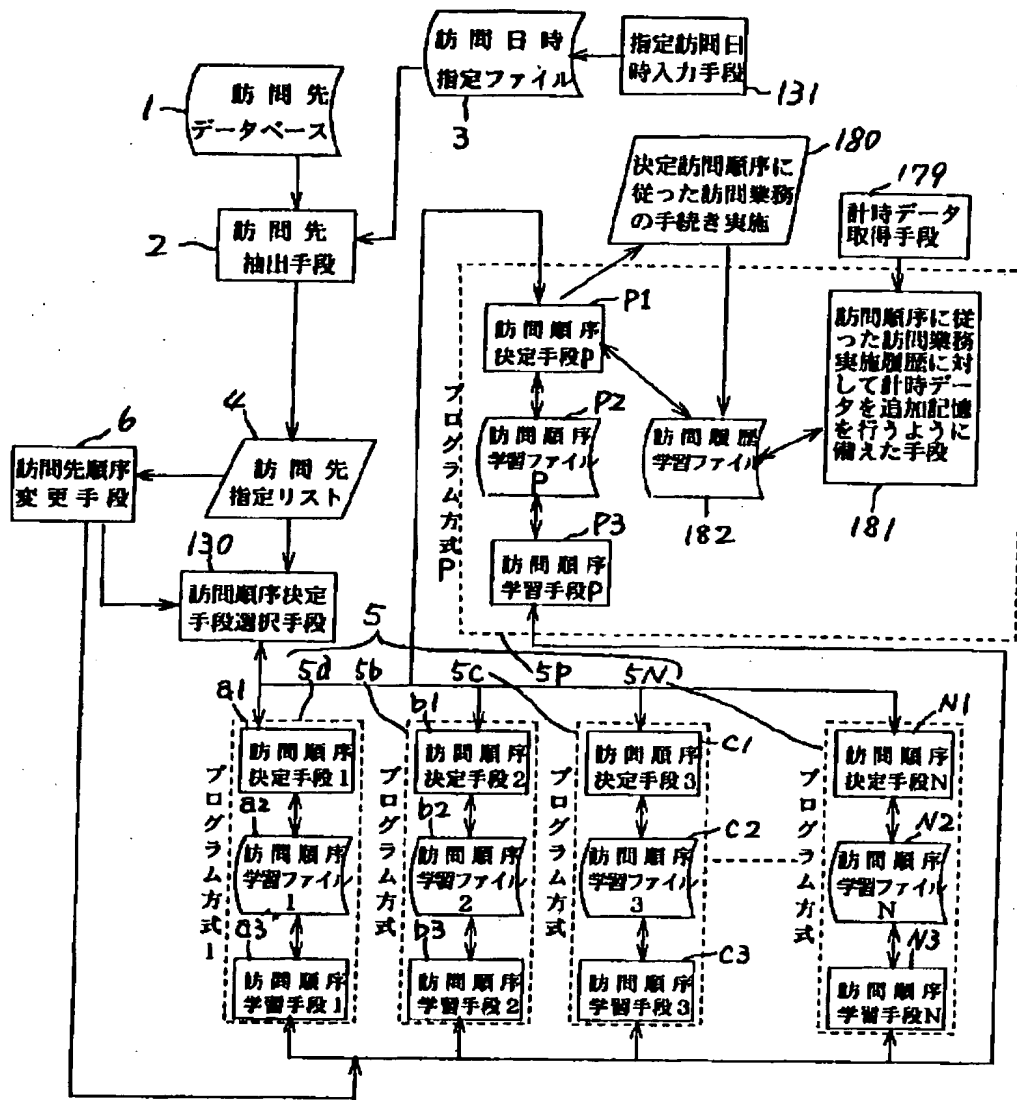 訪問日時
指定ファイル
3
指定訪問日
時入力手段
131
1
訪問先
データベース
2
訪問先
抽出手段
180
決定訪問順序に
従った訪問業務
の手続き実施
179
計時データ
取得手段
P1
訪問順序
決定手段P
P2
訪問順序
学習ファイル
P
P3
訪問順序
学習手段P
プログラム方式P
訪問履歴
学習ファイル
182
訪問順序に従
った訪問業務
実施履歴に対
して計時デー
タを追加記憶
を行うように
備えた手段
181
6
訪問先順序
変更手段
4
訪問先
指定リスト
130
訪問順序決定
手段選択手段
5
5P
5a
5b
5c
5N
a1
訪問順序
決定手段1
a2
訪問順序
学習ファイル
1
a3
訪問順序
学習手段1
プログラム方式1
b1
訪問順序
決定手段2
b2
訪問順序
学習ファイル
2
b3
訪問順序
学習手段2
プログラム方式
C1
訪問順序
決定手段3
C2
訪問順序
学習ファイル
3
C3
訪問順序
学習手段3
プログラム方式
N1
訪問順序
決定手段N
N2
訪問順序
学習ファイル
N
N3
訪問順序
学習手段N
プログラム方式